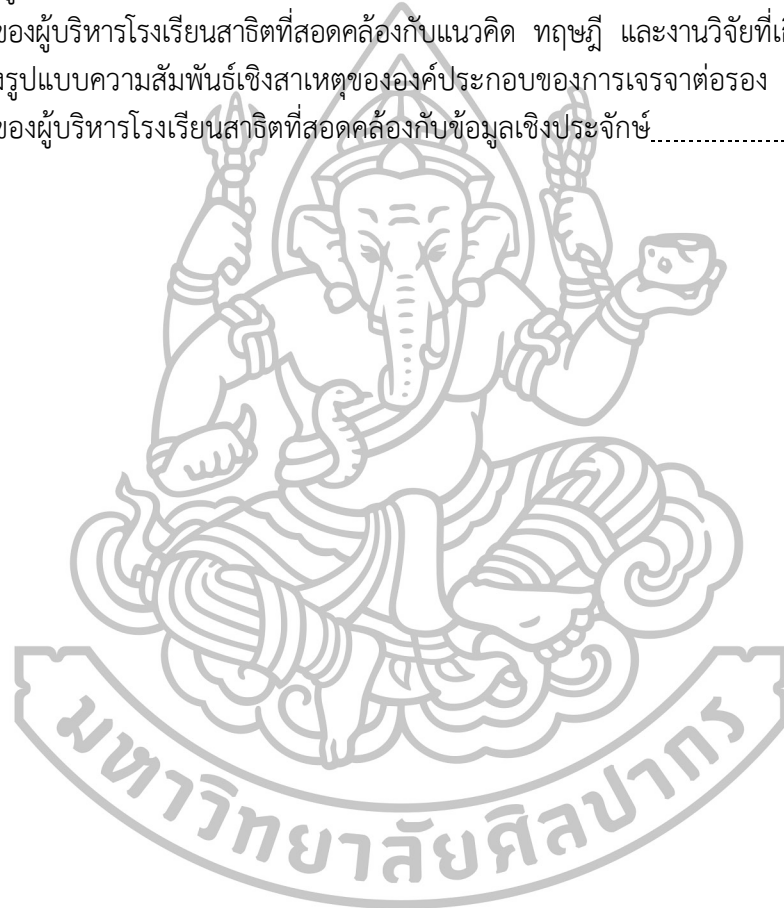 ของผู้บริหารโรงเรียนสาธิตที่สอดคล้องกับแนวคิด ทฤษฎี และงานวิจัยที่
รูปแบบความสัมพันธ์เชิงสาเหตุขององค์ประกอบของการเจรจาต่อรอง
ของผู้บริหารโรงเรียนสาธิตที่สอดคล้องกับข้อมูลเชิงประจักษ์
มหาวิทยาลัยศิลปากร